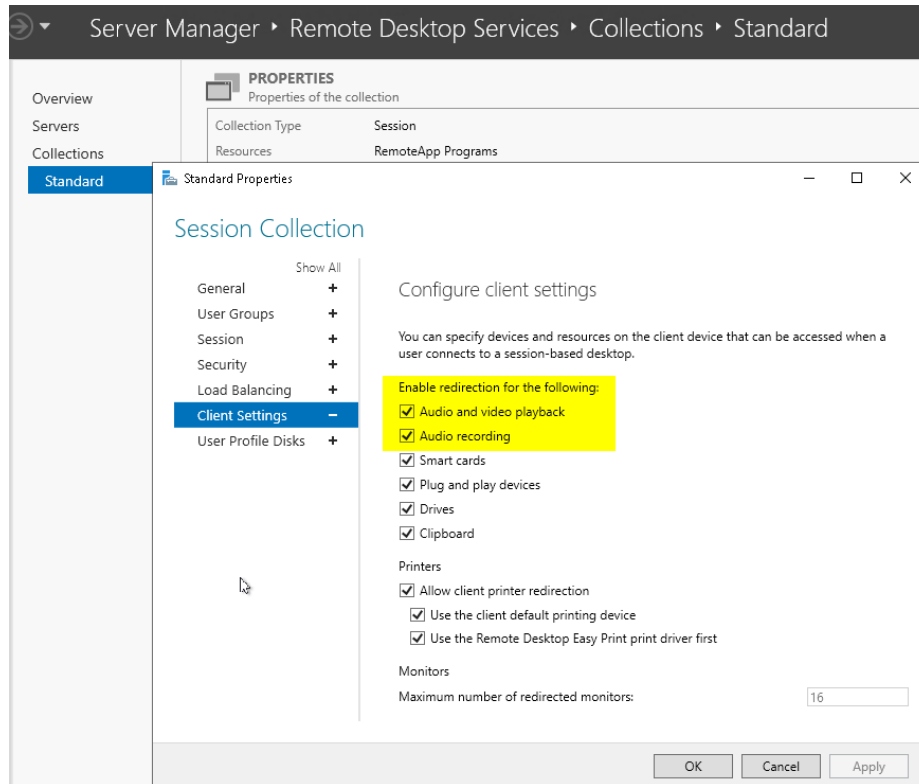 Server Manager ‣ Remote Desktop Services ‣ Collections ‣ Standard
Overview
Servers
Collections
Standard
PROPERTIES
Properties of the collection
Collection Type Session
Resources RemoteApp Programs
Standard Properties
Session Collection
Show All
General +
User Groups +
Session +
Security +
Load Balancing +
Client Settings –
User Profile Disks +
Configure client settings
You can specify devices and resources on the client device that can be accessed when a
user connects to a session-based desktop.
Enable redirection for the following:
Audio and video playback
Audio recording
Smart cards
Plug and play devices
Drives
Clipboard
Printers
Allow client printer redirection
Use the client default printing device
Use the Remote Desktop Easy Print print driver first
Monitors
Maximum number of redirected monitors: 16
OK Cancel Apply